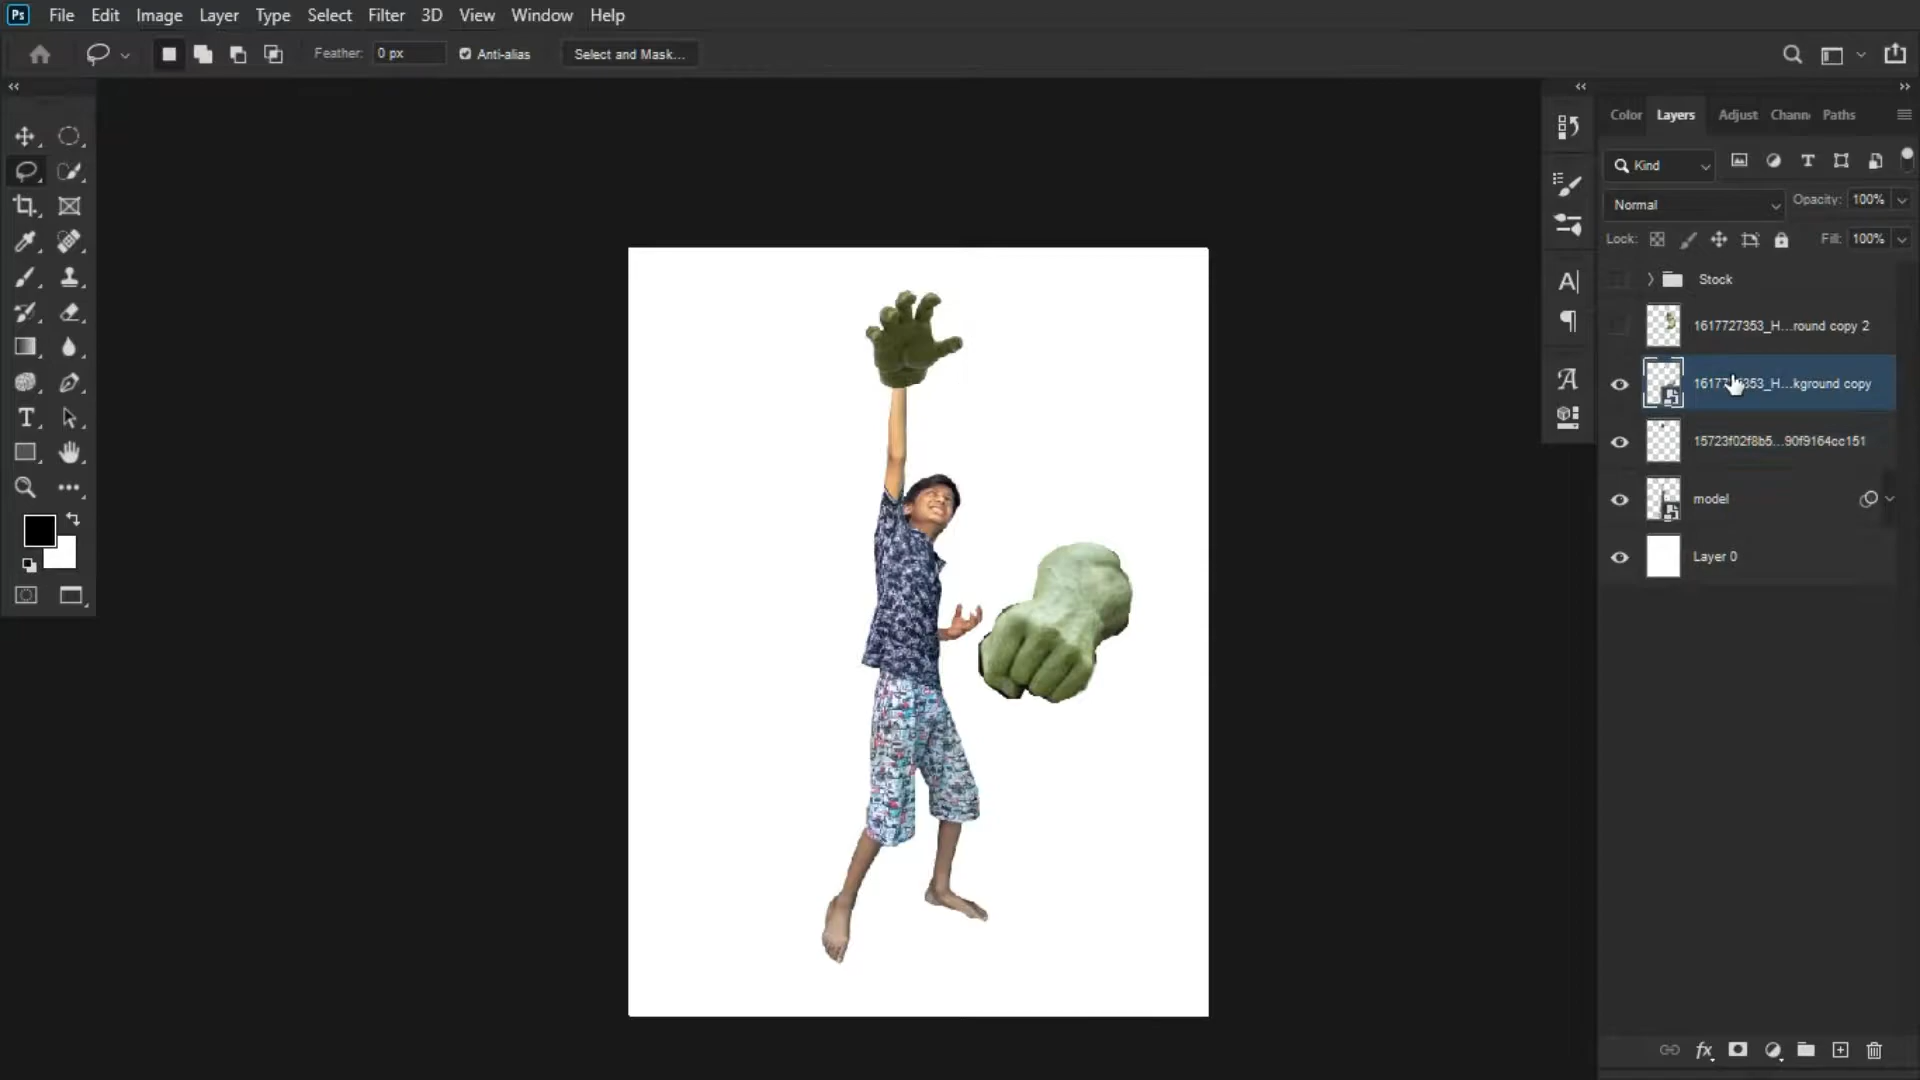 Ps File Edit Image Layer Type Select Filter 3D View Window Help
Feather: 0 px Anti-alias Select and Mask...
Color Layers Adjust Chann Paths
Kind
Normal Opacity: 100%
Lock: Fill: 100%
Stock
1617727353_H...round copy 2
1617727353_H...kground copy
15723f02f8b5...90f9164cc151
model
Layer 0